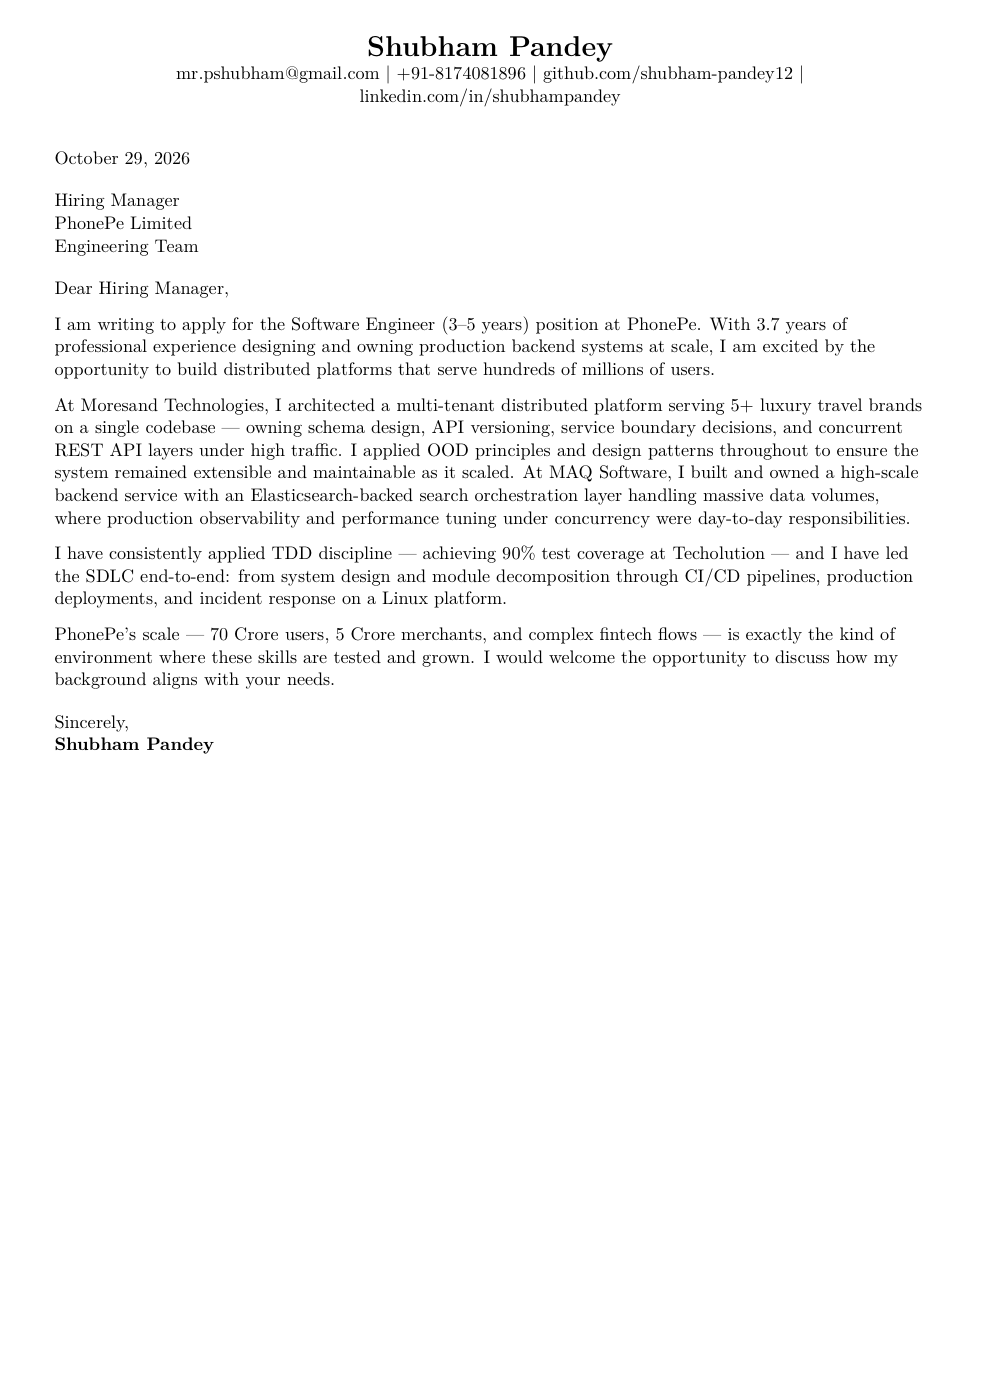 Shubham Pandey
mr.pshubham@gmail.com | +91-8174081896 | github.com/shubham-pandey12 |
linkedin.com/in/shubhampandey
October 29, 2026
Hiring Manager
PhonePe Limited
Engineering Team
Dear Hiring Manager,
I am writing to apply for the Software Engineer (3–5 years) position at PhonePe. With 3.7 years of
professional experience designing and owning production backend systems at scale, I am excited by the
opportunity to build distributed platforms that serve hundreds of millions of users.
At Moresand Technologies, I architected a multi-tenant distributed platform serving 5+ luxury travel brands
on a single codebase — owning schema design, API versioning, service boundary decisions, and concurrent
REST API layers under high traffic. I applied OOD principles and design patterns throughout to ensure the
system remained extensible and maintainable as it scaled. At MAQ Software, I built and owned a high-scale
backend service with an Elasticsearch-backed search orchestration layer handling massive data volumes,
where production observability and performance tuning under concurrency were day-to-day responsibilities.
I have consistently applied TDD discipline — achieving 90% test coverage at Techolution — and I have led
the SDLC end-to-end: from system design and module decomposition through CI/CD pipelines, production
deployments, and incident response on a Linux platform.
PhonePe's scale — 70 Crore users, 5 Crore merchants, and complex fintech flows — is exactly the kind of
environment where these skills are tested and grown. I would welcome the opportunity to discuss how my
background aligns with your needs.
Sincerely,
Shubham Pandey